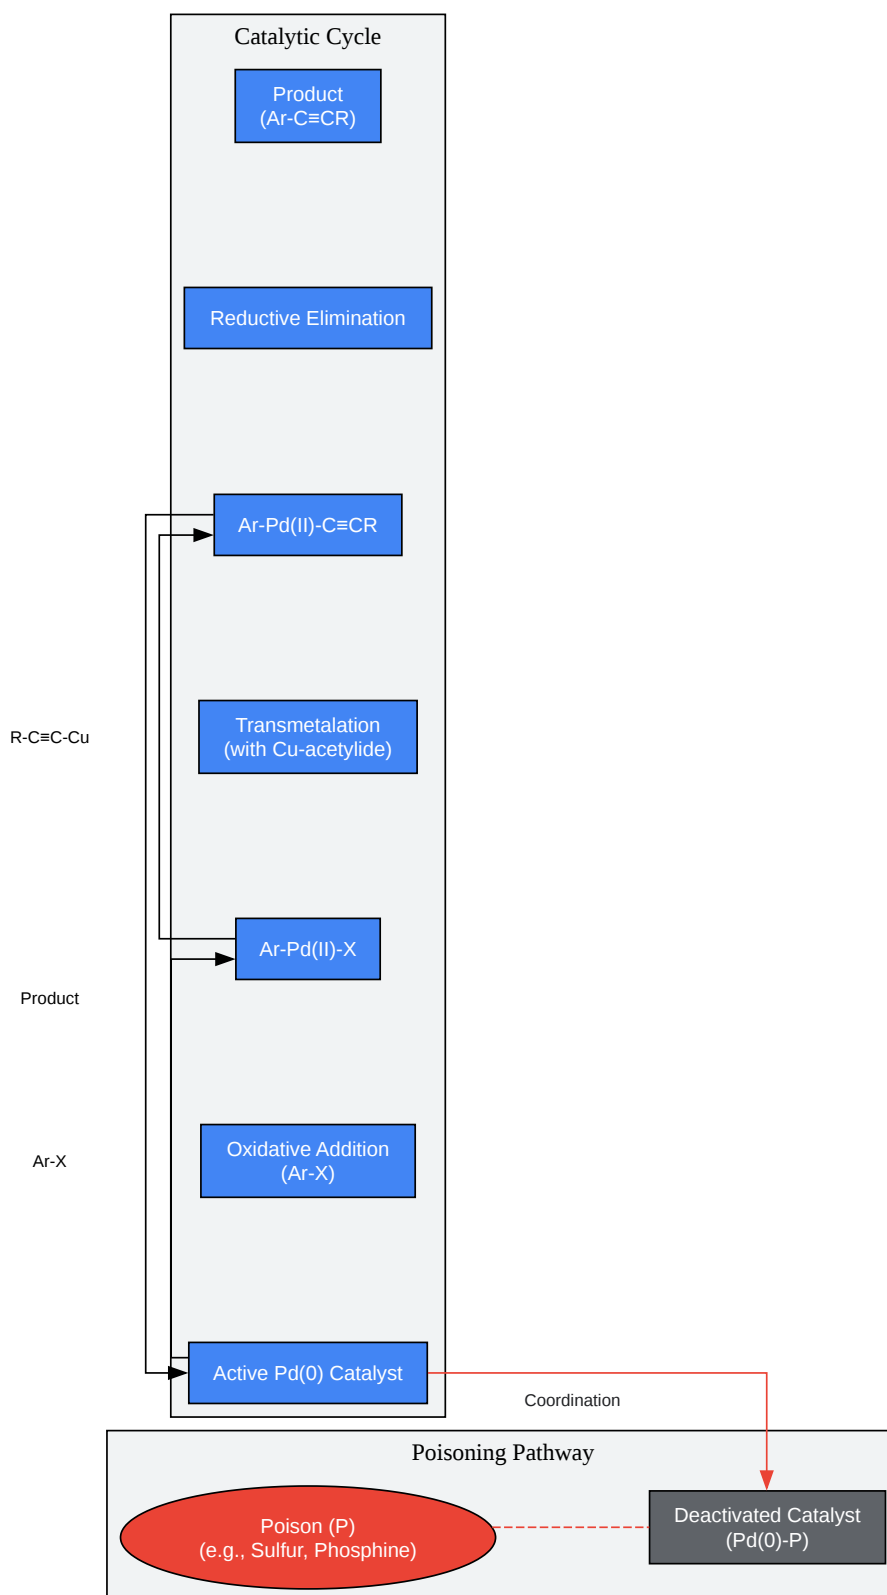 Catalytic Cycle
Product
(Ar-C≡CR)
Reductive Elimination
Ar-Pd(II)-C≡CR
Transmetalation
(with Cu-acetylide)
R-C≡C-Cu
Ar-Pd(II)-X
Product
Oxidative Addition
(Ar-X)
Ar-X
Active Pd(0) Catalyst
Coordination
Poisoning Pathway
Poison (P)
(e.g., Sulfur, Phosphine)
Deactivated Catalyst
(Pd(0)-P)